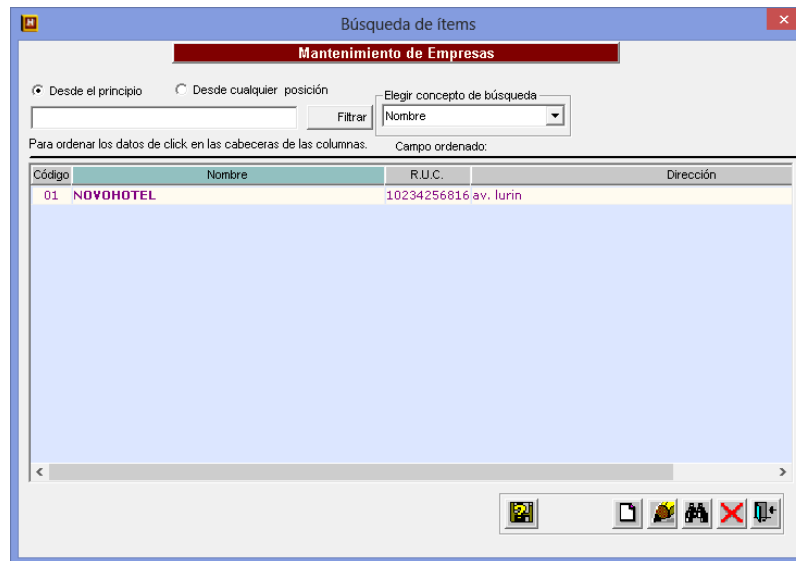 Búsqueda de ítems
Mantenimiento de Empresas
Desde el principio Desde cualquier posición
Elegir concepto de búsqueda
Filtrar Nombre
Para ordenar los datos de click en las cabeceras de las columnas. Campo ordenado:
Código Nombre R.U.C. Dirección
01 NOVOHOTEL 10234256816 av. lurin